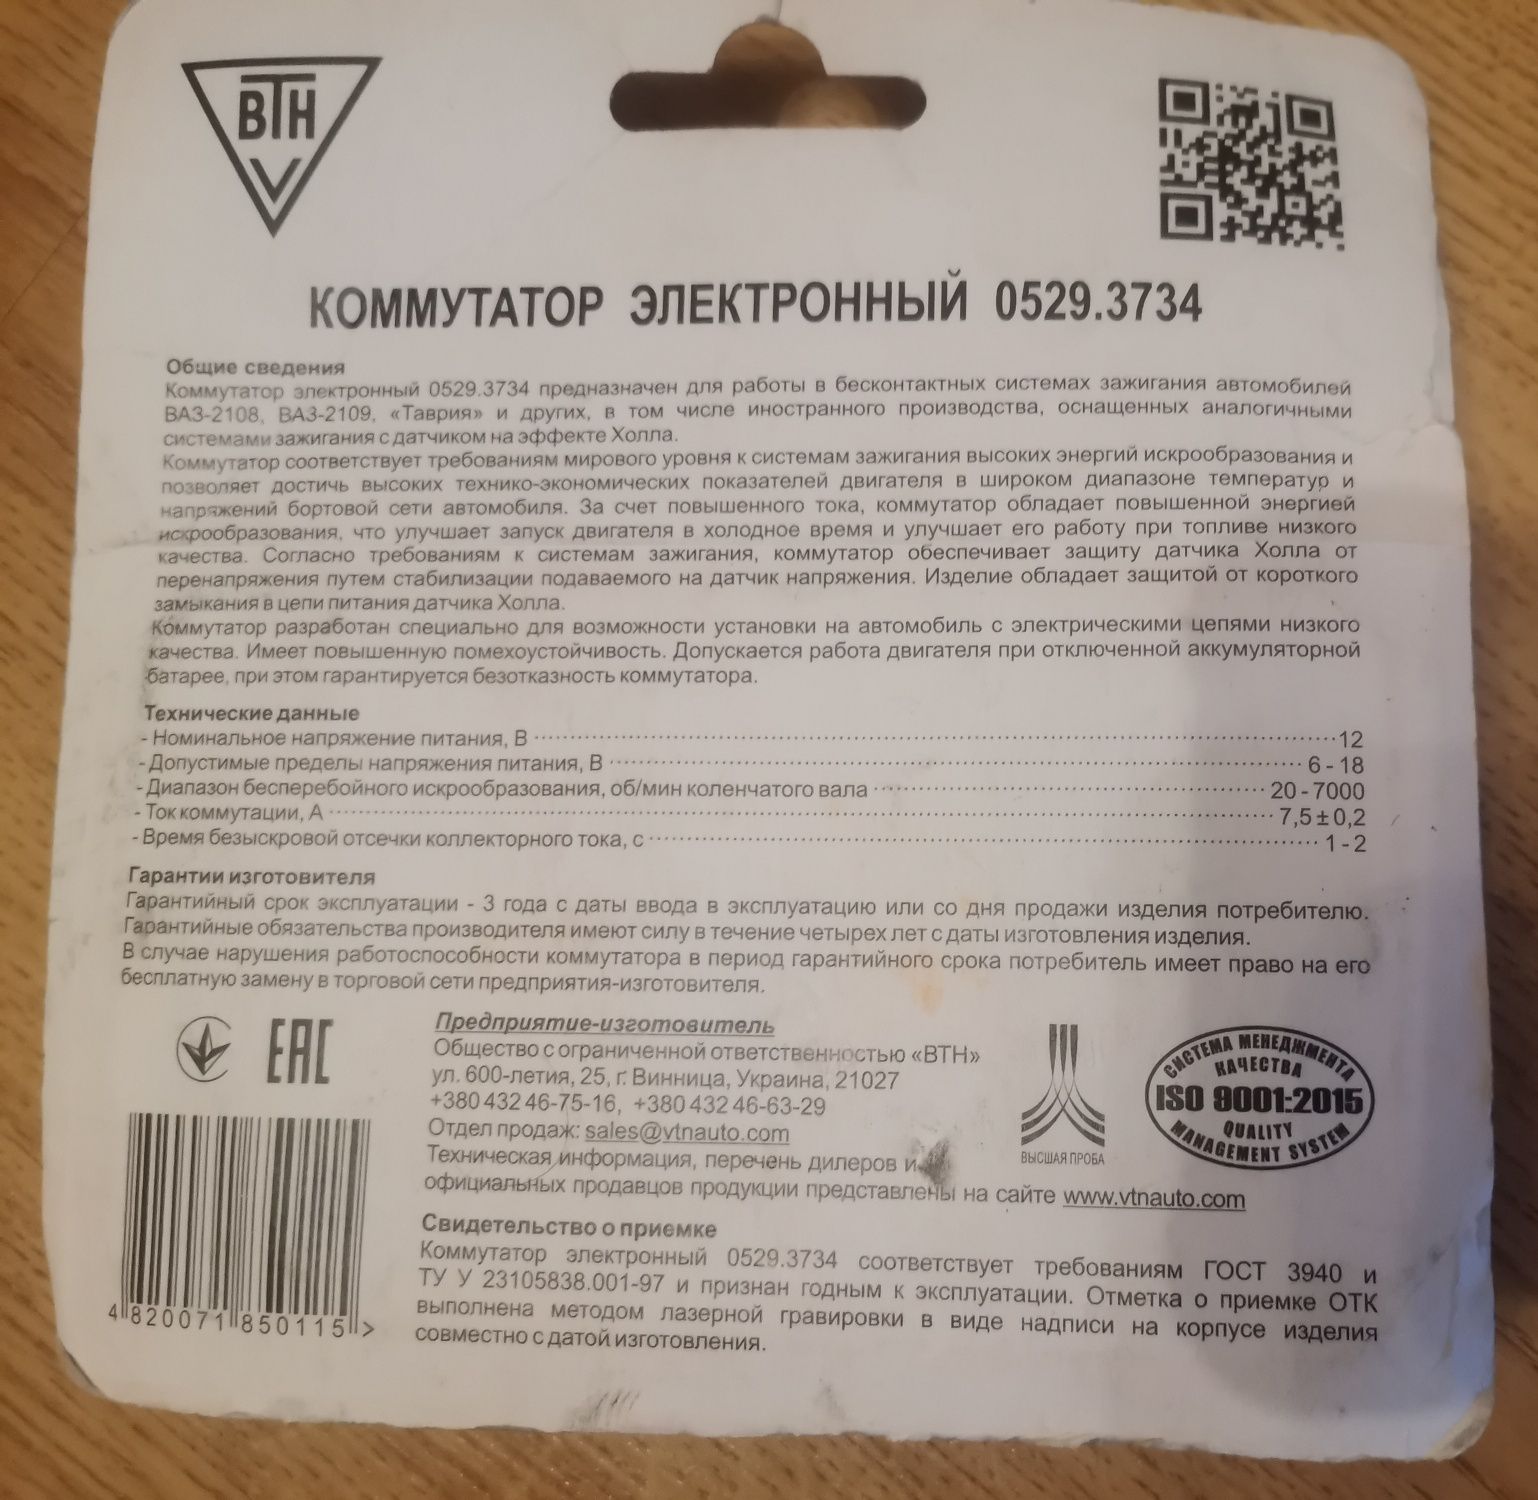 ВТН
КОММУТАТОР ЭЛЕКТРОННЫЙ 0529.3734
Общие сведения
Коммутатор электронный 0529.3734 предназначен для работы в бесконтактных системах зажигания автомобилей
ВАЗ-2108, ВАЗ-2109, «Таврия» и других, в том числе иностранного производства, оснащенных аналогичными
системами зажигания с датчиком на эффекте Холла.
Коммутатор соответствует требованиям мирового уровня к системам зажигания высоких энергий искрообразования и
позволяет достичь высоких технико-экономических показателей двигателя в широком диапазоне температур и
напряжений бортовой сети автомобиля. За счет повышенного тока, коммутатор обладает повышенной энергией
искрообразования, что улучшает запуск двигателя в холодное время и улучшает его работу при топливе низкого
качества. Согласно требованиям к системам зажигания, коммутатор обеспечивает защиту датчика Холла от
перенапряжения путем стабилизации подаваемого на датчик напряжения. Изделие обладает защитой от короткого
замыкания в цепи питания датчика Холла.
Коммутатор разработан специально для возможности установки на автомобиль с электрическими цепями низкого
качества. Имеет повышенную помехоустойчивость. Допускается работа двигателя при отключенной аккумуляторной
батарее, при этом гарантируется безотказность коммутатора.
Технические данные
- Номинальное напряжение питания, В 12
- Допустимые пределы напряжения питания, В 6 - 18
- Диапазон бесперебойного искрообразования, об/мин коленчатого вала 20 - 7000
- Ток коммутации, А 7,5 ± 0,2
- Время безыскровой отсечки коллекторного тока, с 1 - 2
Гарантии изготовителя
Гарантийный срок эксплуатации - 3 года с даты ввода в эксплуатацию или со дня продажи изделия потребителю.
Гарантийные обязательства производителя имеют силу в течение четырех лет с даты изготовления изделия.
В случае нарушения работоспособности коммутатора в период гарантийного срока потребитель имеет право на его
бесплатную замену в торговой сети предприятия-изготовителя.
EAC
Предприятие-изготовитель
Общество с ограниченной ответственностью «ВТН»
ул. 600-летия, 25, г. Винница, Украина, 21027
+380 432 46-75-16, +380 432 46-63-29
Отдел продаж: sales@vtnauto.com
Техническая информация, перечень дилеров и
официальных продавцов продукции представлены на сайте www.vtnauto.com
ВЫСШАЯ ПРОБА
СИСТЕМА МЕНЕДЖМЕНТА
КАЧЕСТВА
ISO 9001:2015
QUALITY
MANAGEMENT SYSTEM
Свидетельство о приемке
Коммутатор электронный 0529.3734 соответствует требованиям ГОСТ 3940 и
ТУ У 23105838.001-97 и признан годным к эксплуатации. Отметка о приемке ОТК
выполнена методом лазерной гравировки в виде надписи на корпусе изделия
совместно с датой изготовления.
4 820071 850115 >